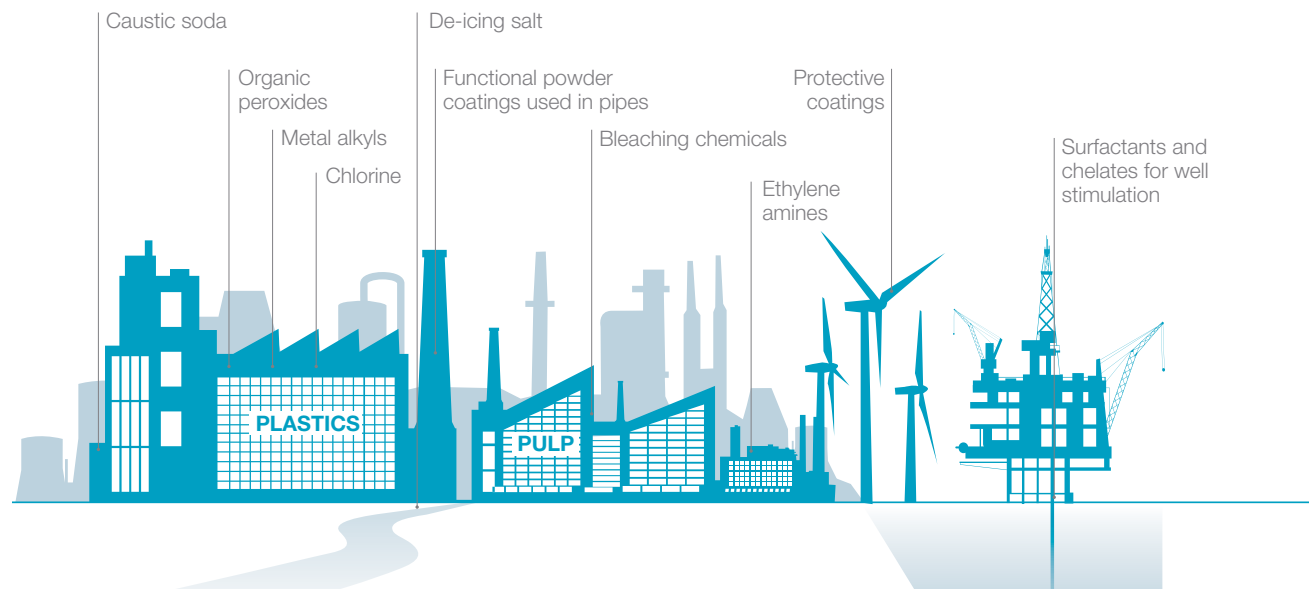 Caustic soda
De-icing salt
Organic
peroxides
Functional powder
coatings used in pipes
Protective
coatings
Metal alkyls
Bleaching chemicals
Surfactants and
chelates for well
stimulation
Chlorine
Ethylene
amines
PLASTICS
PULP